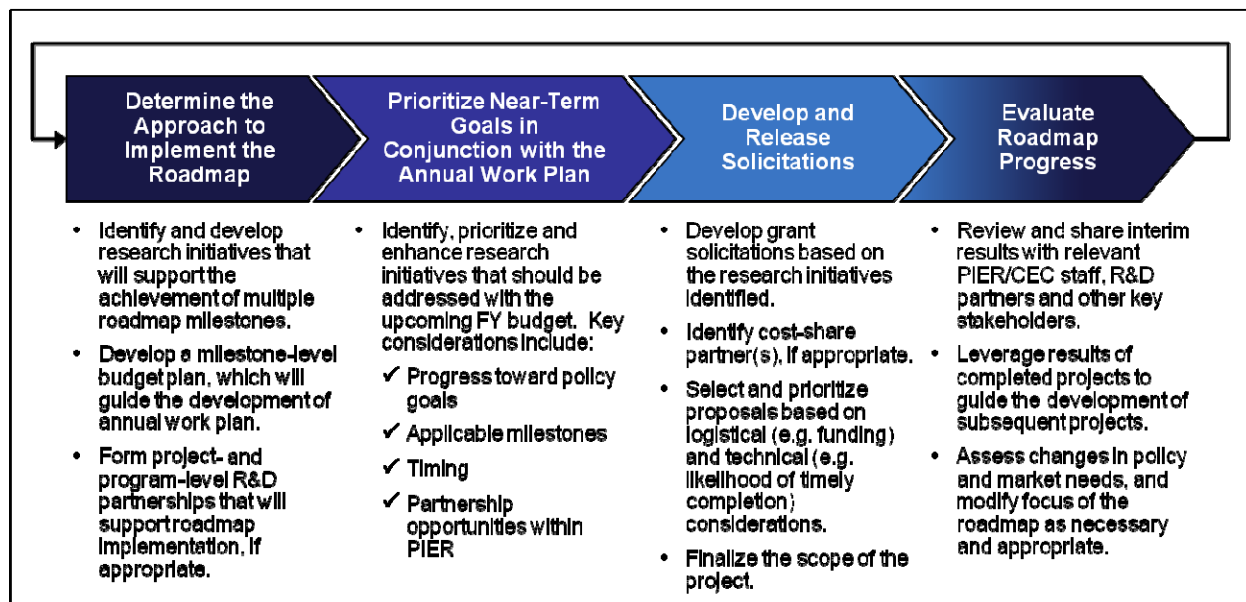 Determine the
Approach to
Implement the
Roadmap
Prioritize Near-Term
Goals in
Conjunction with the
Annual Work Plan
Develop and
Release
Solicitations
Evaluate
Roadmap
Progress
• Identify and develop
research initiatives that
will support the
achievement of multiple
roadmap milestones.
• Develop a milestone-level
budget plan, which will
guide the development of
annual work plan.
• Form project- and
program-level R&D
partnerships that will
support roadmap
implementation, if
appropriate.
• Identify, prioritize and
enhance research
initiatives that should be
addressed with the
upcoming FY budget. Key
considerations include:
✓ Progress toward policy
goals
✓ Applicable milestones
✓ Timing
✓ Partnership
opportunities within
PIER
• Develop grant
solicitations based on
the research initiatives
identified.
• Identify cost-share
partner(s), if appropriate.
• Select and prioritize
proposals based on
logistical (e.g. funding)
and technical (e.g.
likelihood of timely
completion)
considerations.
• Finalize the scope of the
project.
• Review and share interim
results with relevant
PIER/CEC staff, R&D
partners and other key
stakeholders.
• Leverage results of
completed projects to
guide the development of
subsequent projects.
• Assess changes in policy
and market needs, and
modify focus of the
roadmap as necessary
and appropriate.